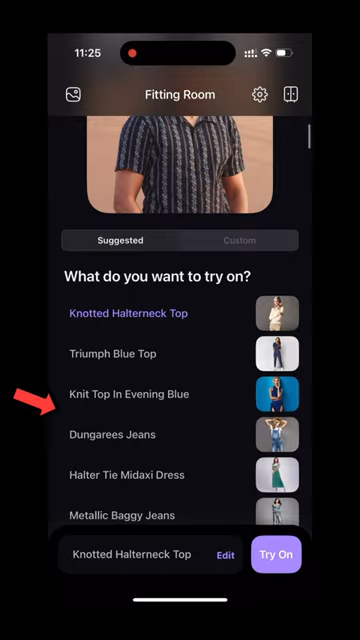 11:25
Fitting Room
Suggested Custom
What do you want to try on?
Knotted Halterneck Top
Triumph Blue Top
Knit Top In Evening Blue
Dungarees Jeans
Halter Tie Midaxi Dress
Metallic Baggy Jeans
Knotted Halterneck Top Edit Try On